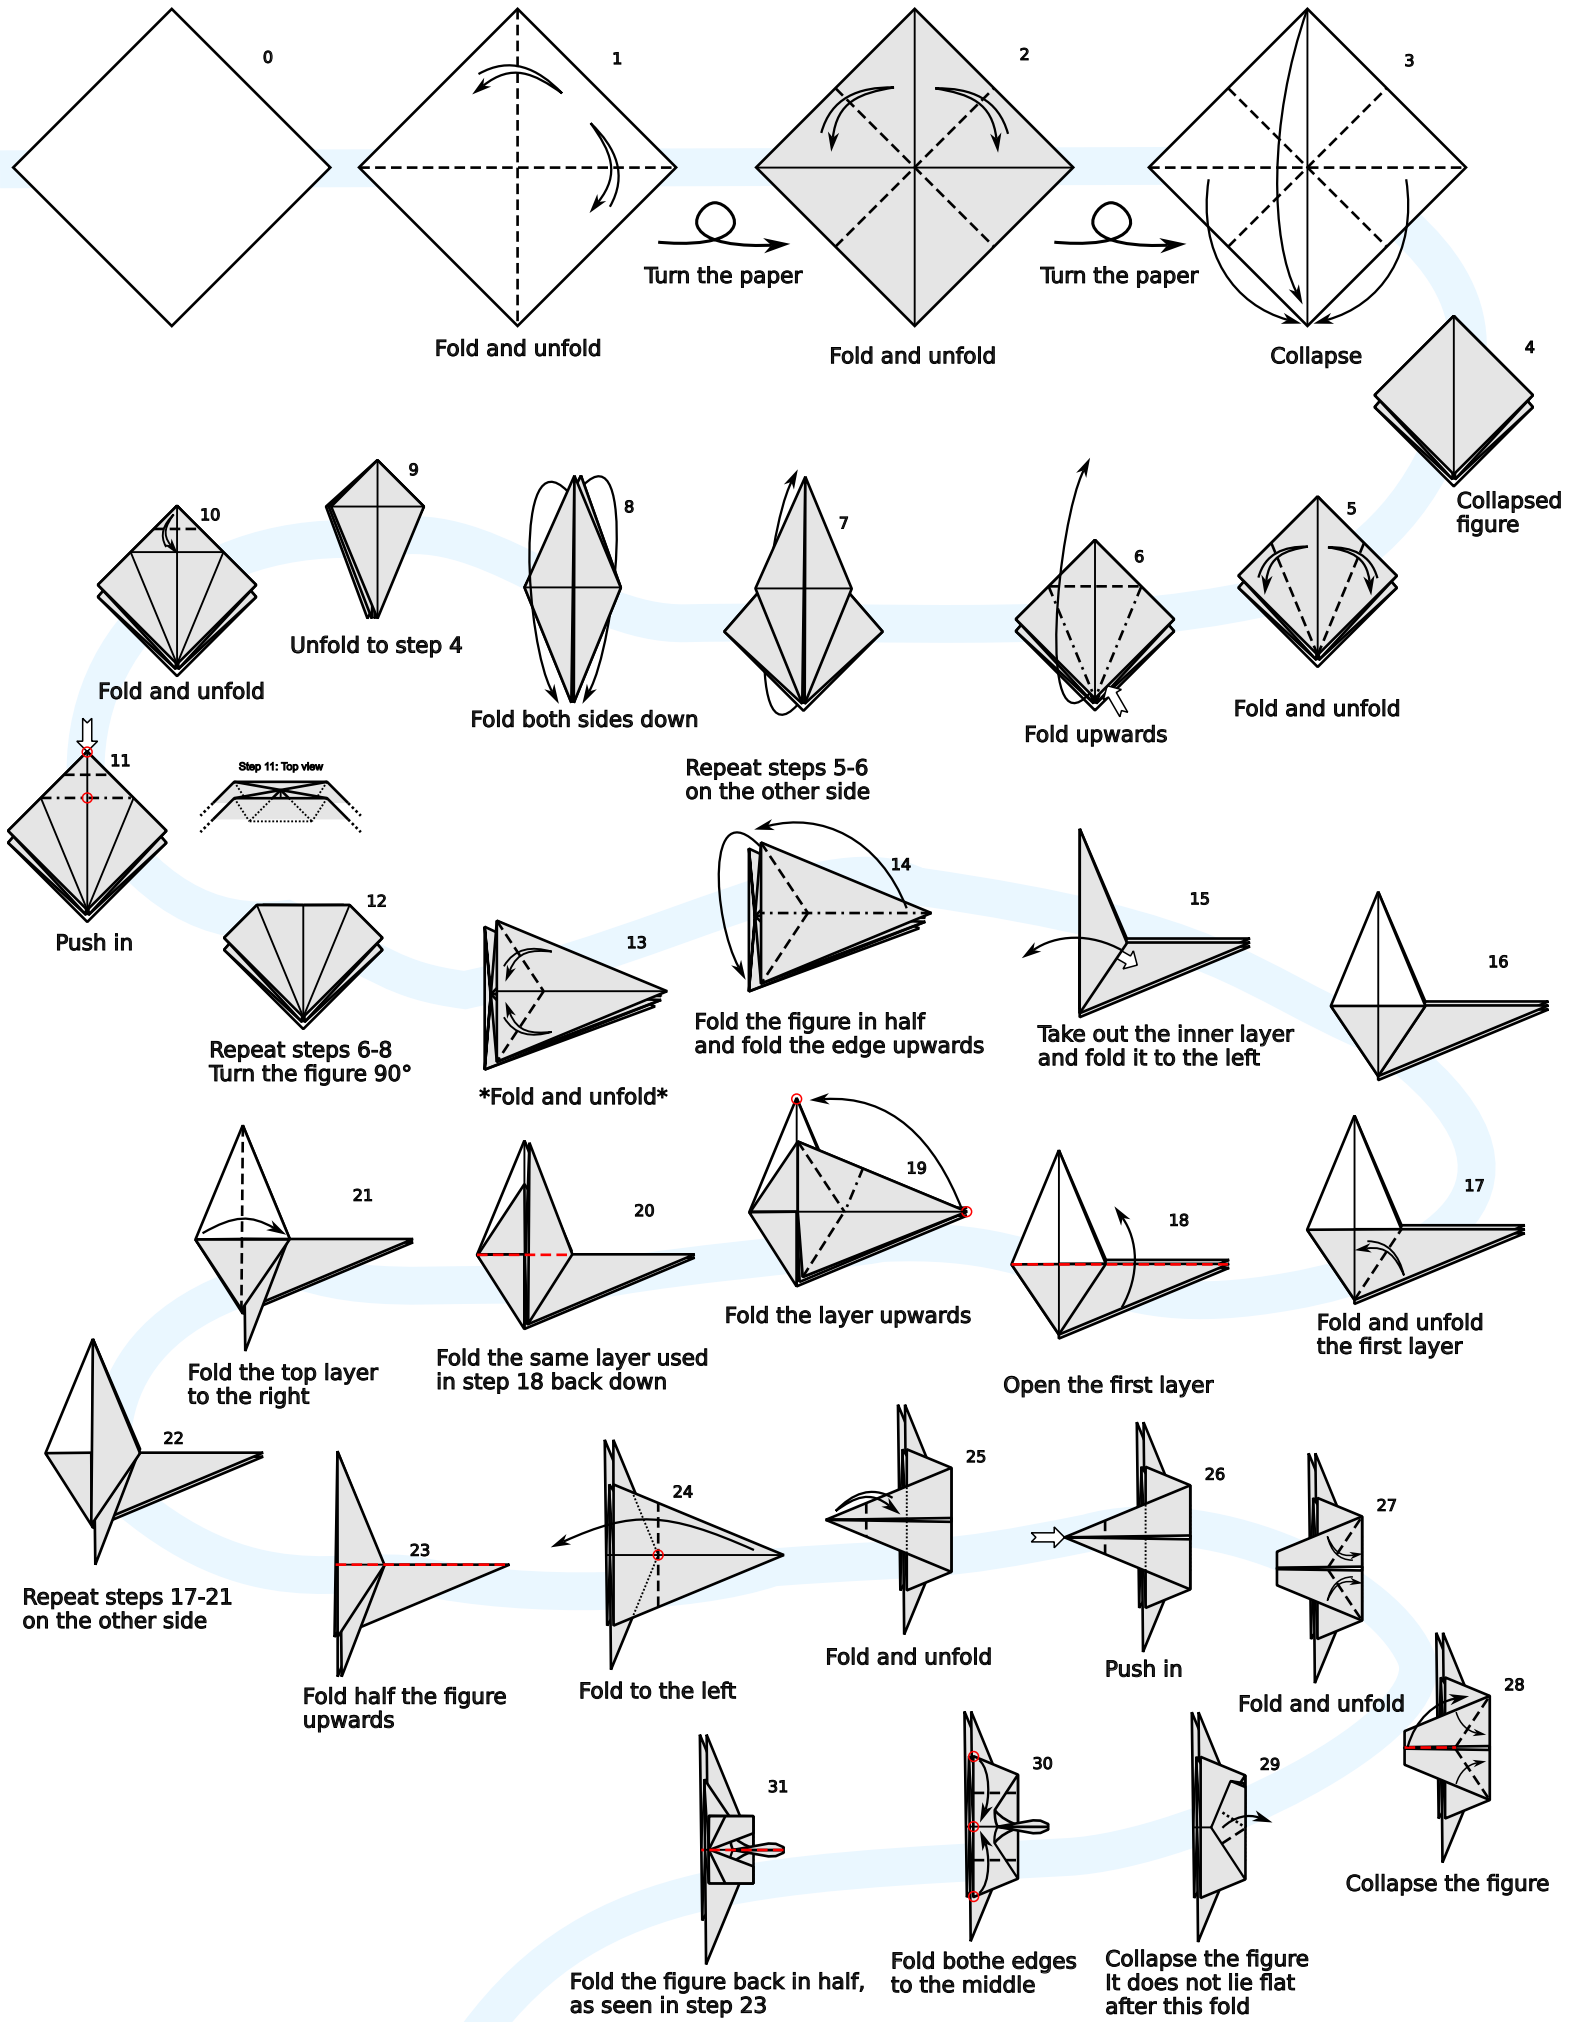 0
1
Fold and unfold
Turn the paper
2
Fold and unfold
Turn the paper
3
Collapse
4
Collapsed
figure
5
Fold and unfold
6
Fold upwards
7
Repeat steps 5-6
on the other side
8
Fold both sides down
9
Unfold to step 4
10
Fold and unfold
11
Push in
Step 11: Top view
12
Repeat steps 6-8
Turn the figure 90°
13
*Fold and unfold*
14
Fold the figure in half
and fold the edge upwards
15
Take out the inner layer
and fold it to the left
16
17
Fold and unfold
the first layer
18
Open the first layer
19
Fold the layer upwards
20
Fold the same layer used
in step 18 back down
21
Fold the top layer
to the right
22
Repeat steps 17-21
on the other side
23
Fold half the figure
upwards
24
Fold to the left
25
Fold and unfold
26
Push in
27
Fold and unfold
28
Collapse the figure
29
Collapse the figure
It does not lie flat
after this fold
30
Fold bothe edges
to the middle
31
Fold the figure back in half,
as seen in step 23